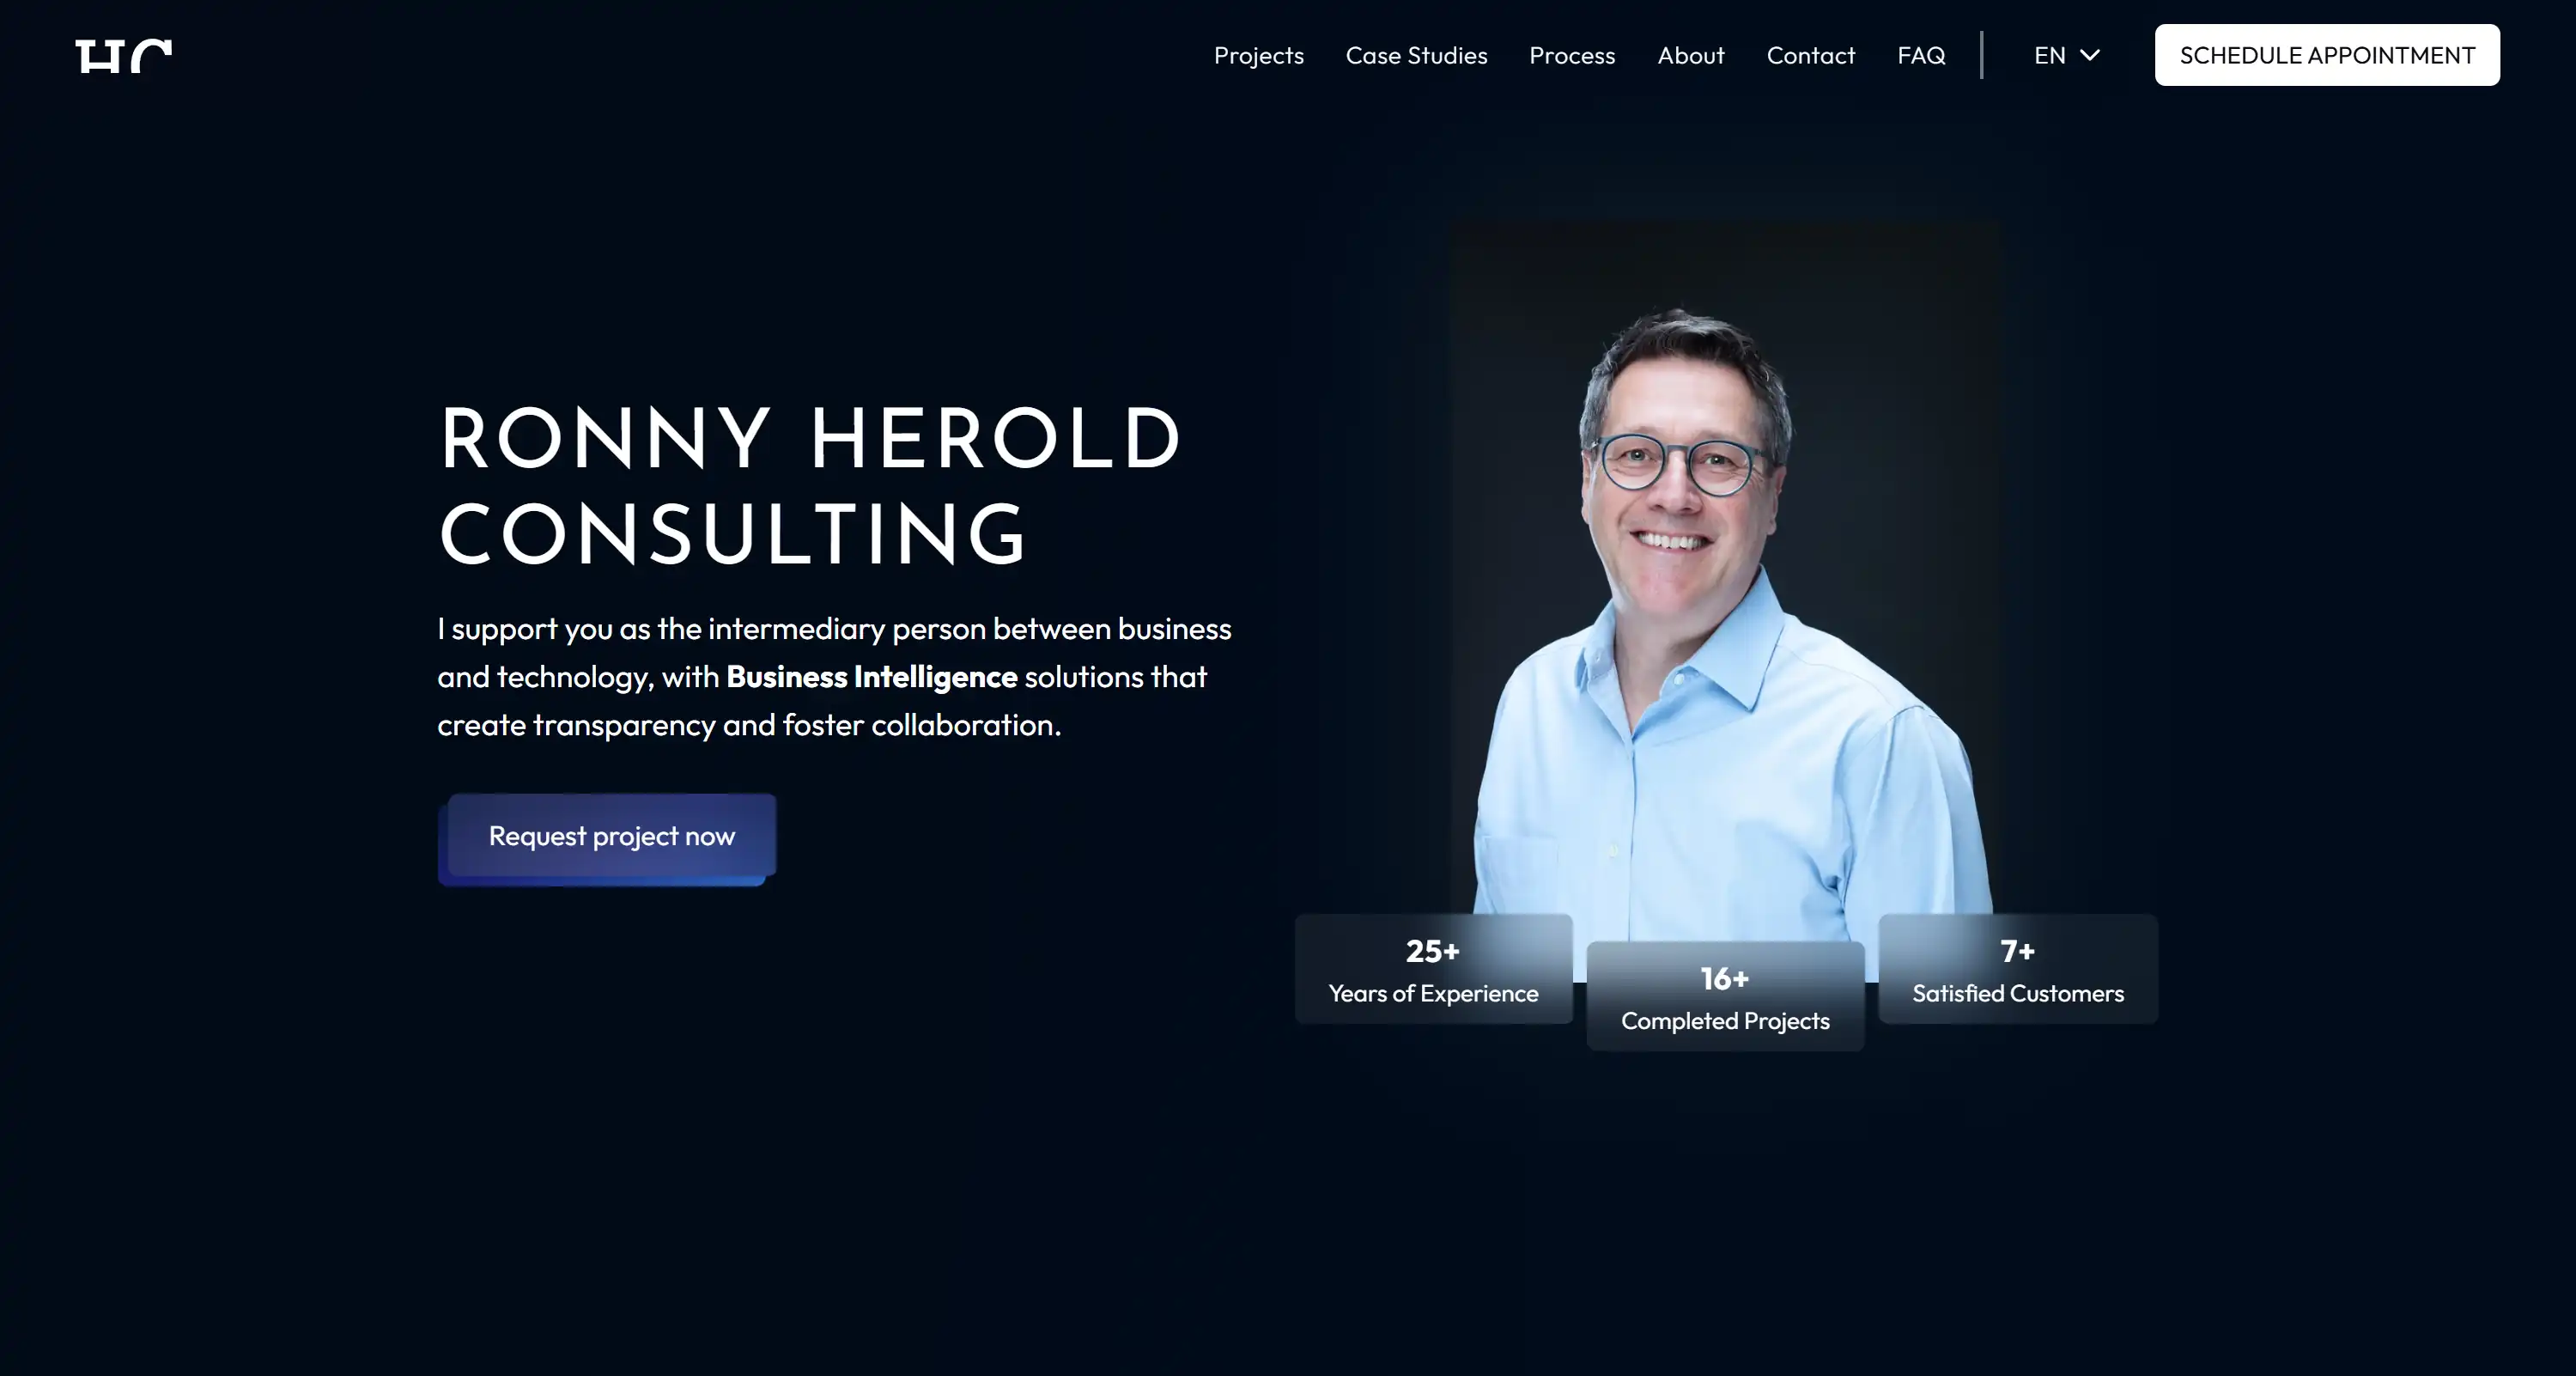 HC
Projects
Case Studies
Process
About
Contact
FAQ
EN
SCHEDULE APPOINTMENT
RONNY HEROLD
CONSULTING
I support you as the intermediary person between business
and technology, with Business Intelligence solutions that
create transparency and foster collaboration.
Request project now
25+
Years of Experience
16+
Completed Projects
7+
Satisfied Customers